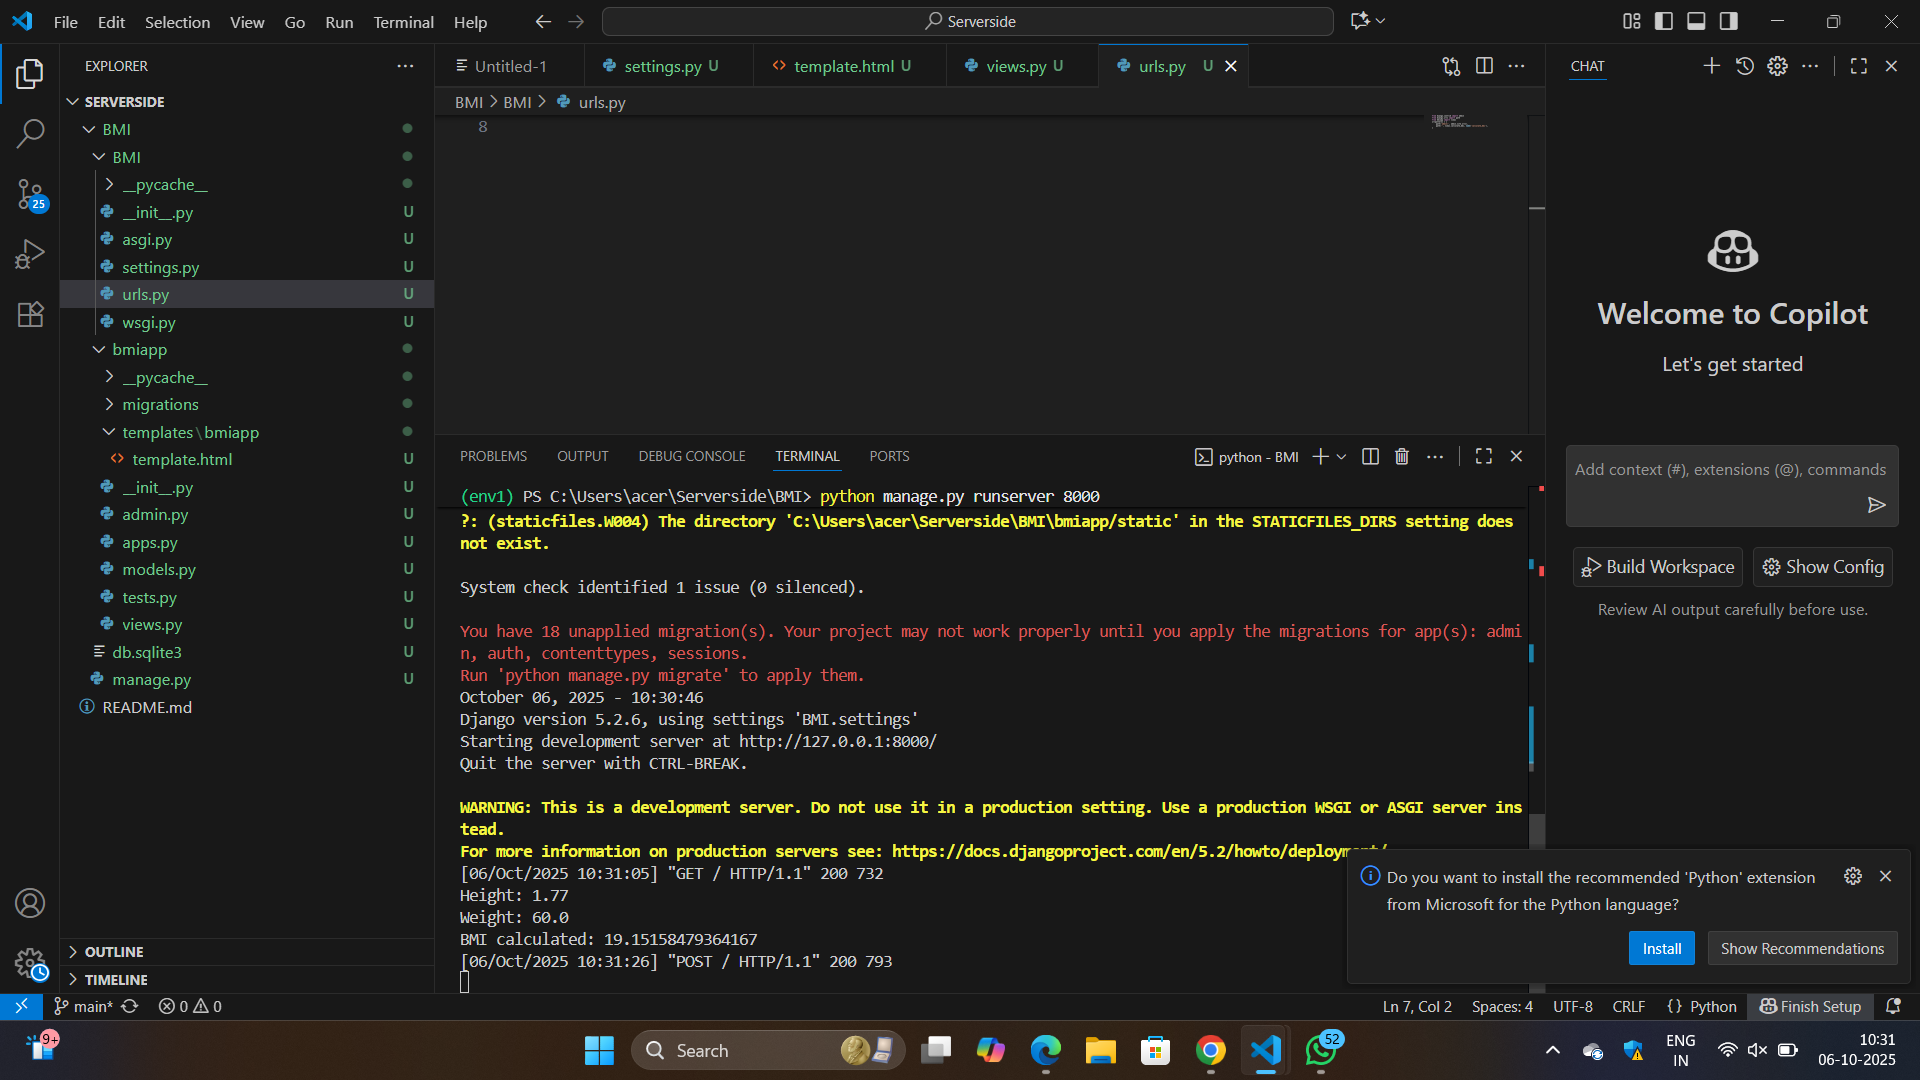 File Edit Selection View Go Run Terminal Help
Serverside
EXPLORER
SERVERSIDE
BMI
BMI
__pycache__
__init__.py U
asgi.py U
settings.py U
urls.py U
wsgi.py U
bmiapp
__pycache__
migrations
templates\bmiapp
template.html U
__init__.py U
admin.py U
apps.py U
models.py U
tests.py U
views.py U
db.sqlite3 U
manage.py U
README.md
OUTLINE
TIMELINE
25
Untitled-1 settings.py U template.html U views.py U urls.py U
BMI > BMI > urls.py
8
PROBLEMS OUTPUT DEBUG CONSOLE TERMINAL PORTS
python - BMI
(env1) PS C:\Users\acer\Serverside\BMI> python manage.py runserver 8000
?: (staticfiles.W004) The directory 'C:\Users\acer\Serverside\BMI\bmiapp/static' in the STATICFILES_DIRS setting does
not exist.
System check identified 1 issue (0 silenced).
You have 18 unapplied migration(s). Your project may not work properly until you apply the migrations for app(s): admi
n, auth, contenttypes, sessions.
Run 'python manage.py migrate' to apply them.
October 06, 2025 - 10:30:46
Django version 5.2.6, using settings 'BMI.settings'
Starting development server at http://127.0.0.1:8000/
Quit the server with CTRL-BREAK.
WARNING: This is a development server. Do not use it in a production setting. Use a production WSGI or ASGI server ins
tead.
For more information on production servers see: https://docs.djangoproject.com/en/5.2/howto/deployment/
[06/Oct/2025 10:31:05] "GET / HTTP/1.1" 200 732
Height: 1.77
Weight: 60.0
BMI calculated: 19.15158479364167
[06/Oct/2025 10:31:26] "POST / HTTP/1.1" 200 793
CHAT
Welcome to Copilot
Let's get started
Add context (#), extensions (@), commands
Build Workspace Show Config
Review AI output carefully before use.
Do you want to install the recommended 'Python' extension
from Microsoft for the Python language?
Install Show Recommendations
main* 0 0
Ln 7, Col 2 Spaces: 4 UTF-8 CRLF {} Python Finish Setup
9+
Search
52
ENG
IN
10:31
06-10-2025